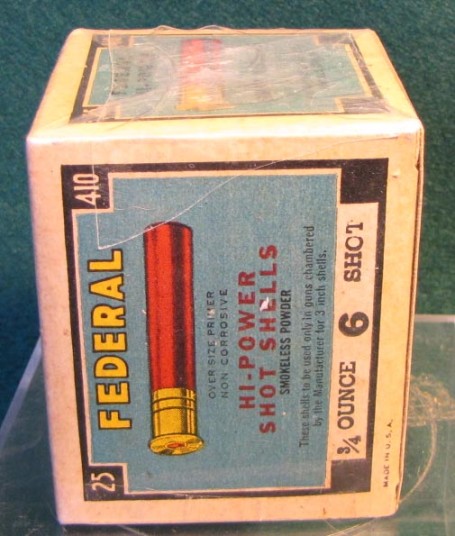 25 410
FEDERAL
OVER SIZE PRIMER
NON CORROSIVE
HI-POWER
SHOT SHELLS
SMOKELESS POWDER
These shells to be used only in guns chambered
by the Manufacturer for 3 inch shells.
¾ OUNCE 6 SHOT
MADE IN U.S.A.